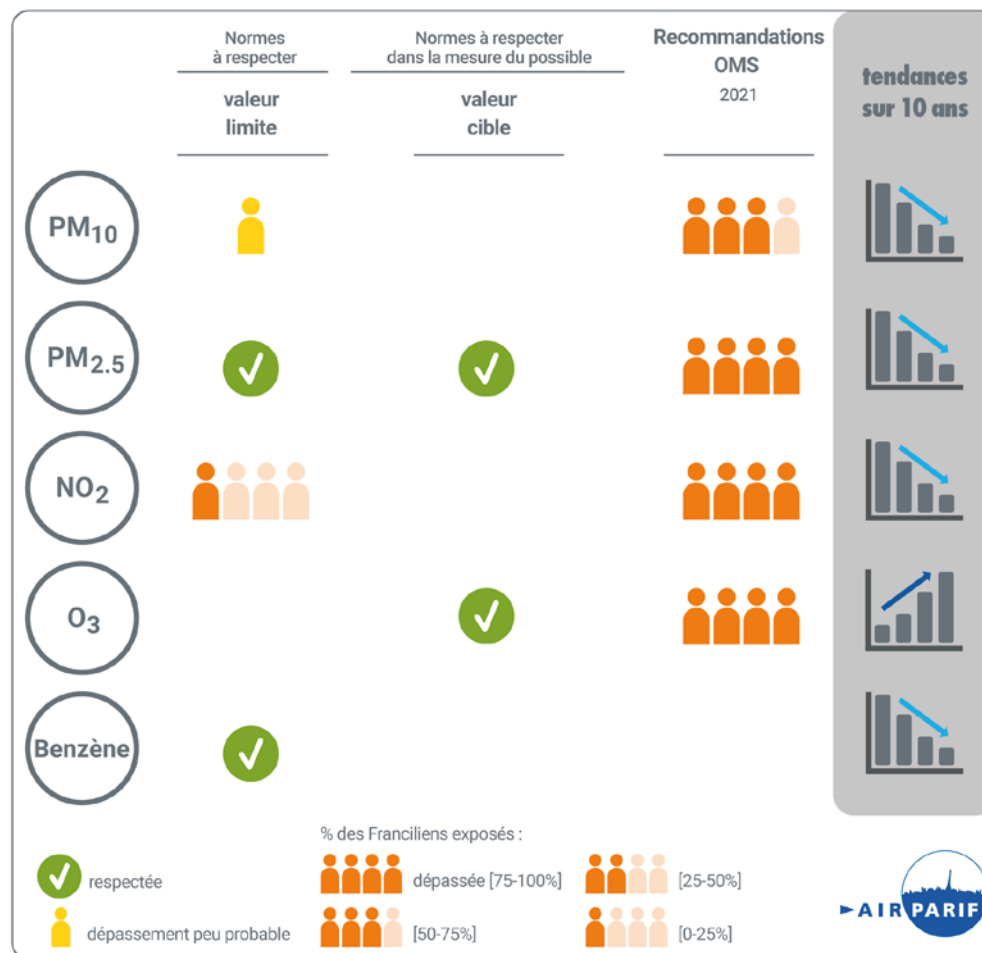 Normes
à respecter
valeur
limite
Normes à respecter
dans la mesure du possible
valeur
cible
Recommandations
OMS
2021
tendances
sur 10 ans
PM10
PM2.5
NO2
O3
Benzène
% des Franciliens exposés :
respectée
dépassée [75-100%]
[25-50%]
dépassement peu probable
[50-75%]
[0-25%]
AIRPARIF